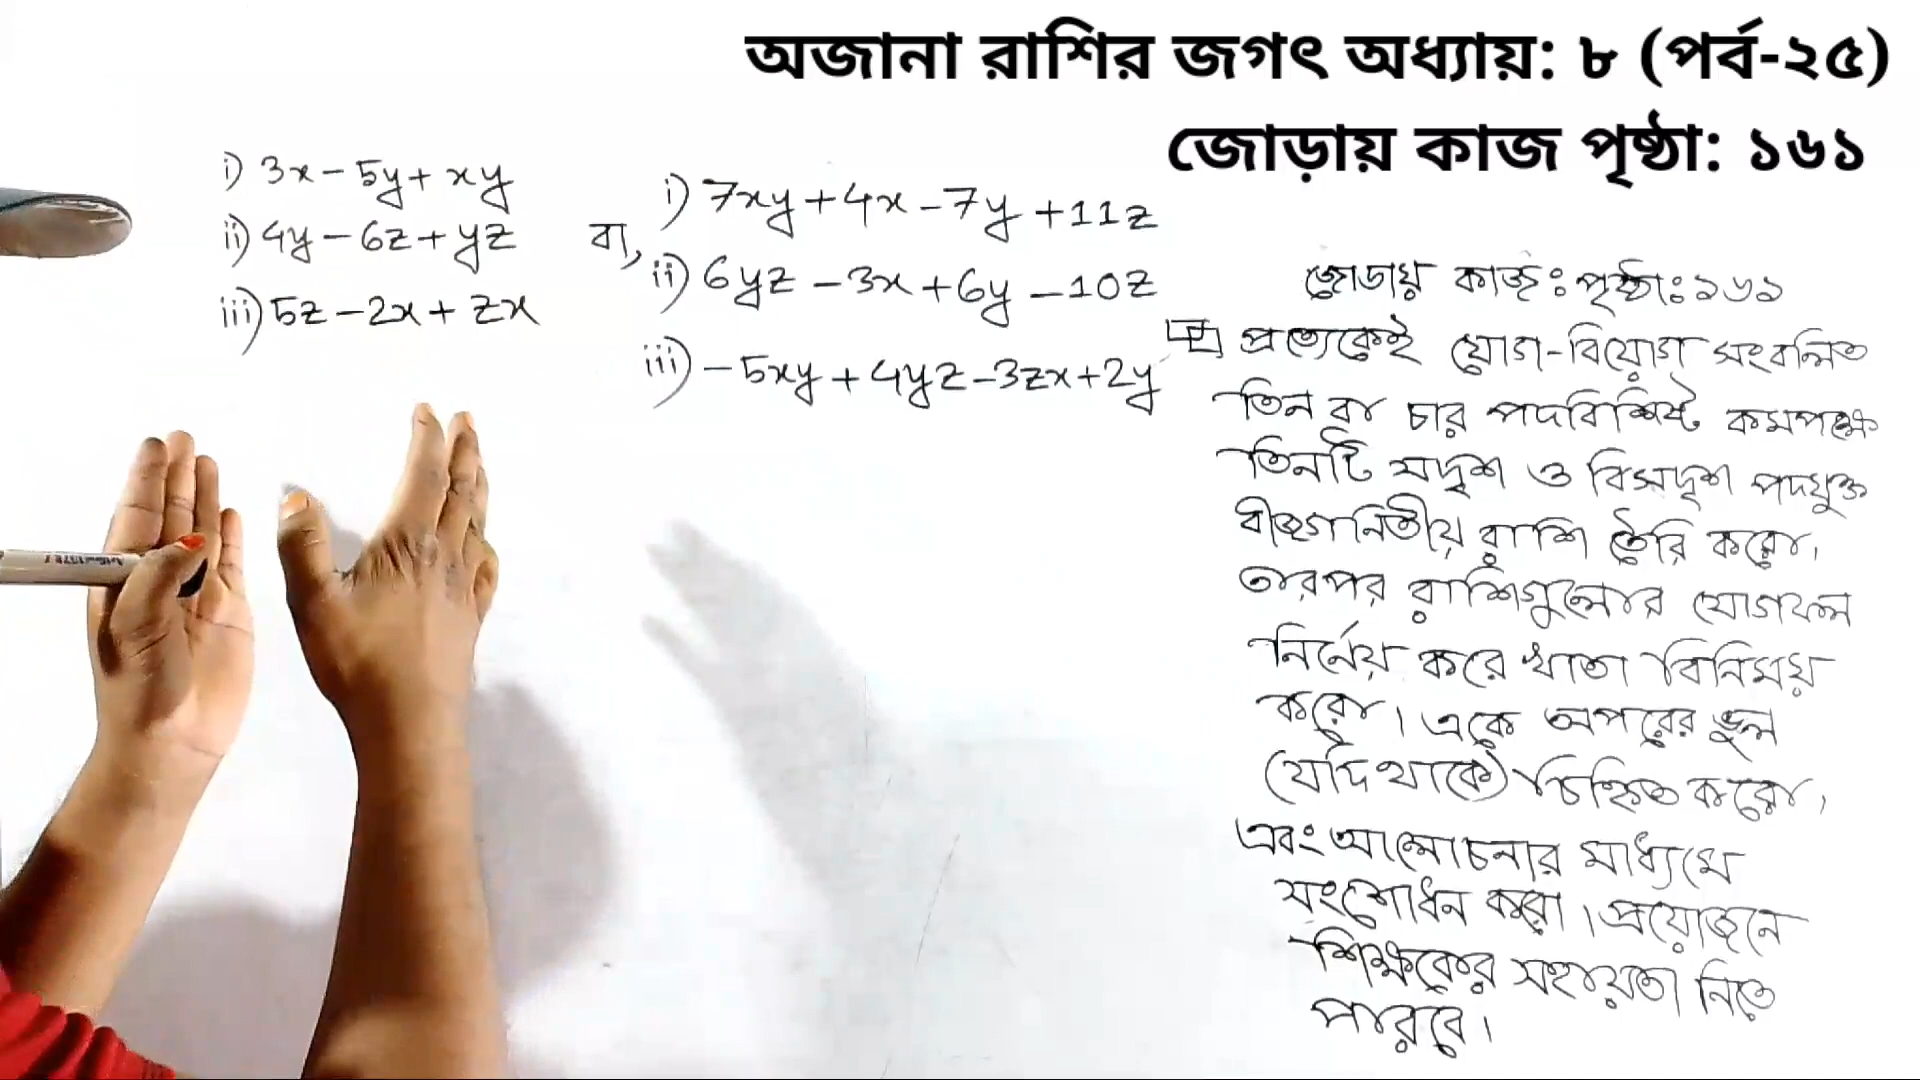 অজানা রাশির জগৎ অধ্যায়: ৮ (পর্ব-২৫)
জোড়ায় কাজ পৃষ্ঠা: ১৬১
i) 3x - 5y + xy
ii) 4y - 6z + yz
iii) 5z - 2x + zx
বা,
i) 7xy + 4x - 7y + 11z
ii) 6yz - 3x + 6y - 10z
iii) - 5xy + 4yz - 3zx + 2y
জোড়ায় কাজ: পৃষ্ঠা: ১৬১
প্রত্যেকেই যোগ-বিয়োগ সংবলিত
তিন বা চার পদবিশিষ্ট কমপক্ষে
তিনটি সদৃশ ও বিসদৃশ পদযুক্ত
বীজগনিতীয় রাশি তৈরি করো।
তারপর রাশিগুলোর যোগফল
নির্নেয় করে খাতা বিনিময়
করো। একে অপরের ভুল
(যদি থাকে) চিহ্নিত করো।
এবং আলোচনার মাধ্যমে
সংশোধন করো। প্রয়োজনে
শিক্ষকের সহায়তা নিতে
পারবে।